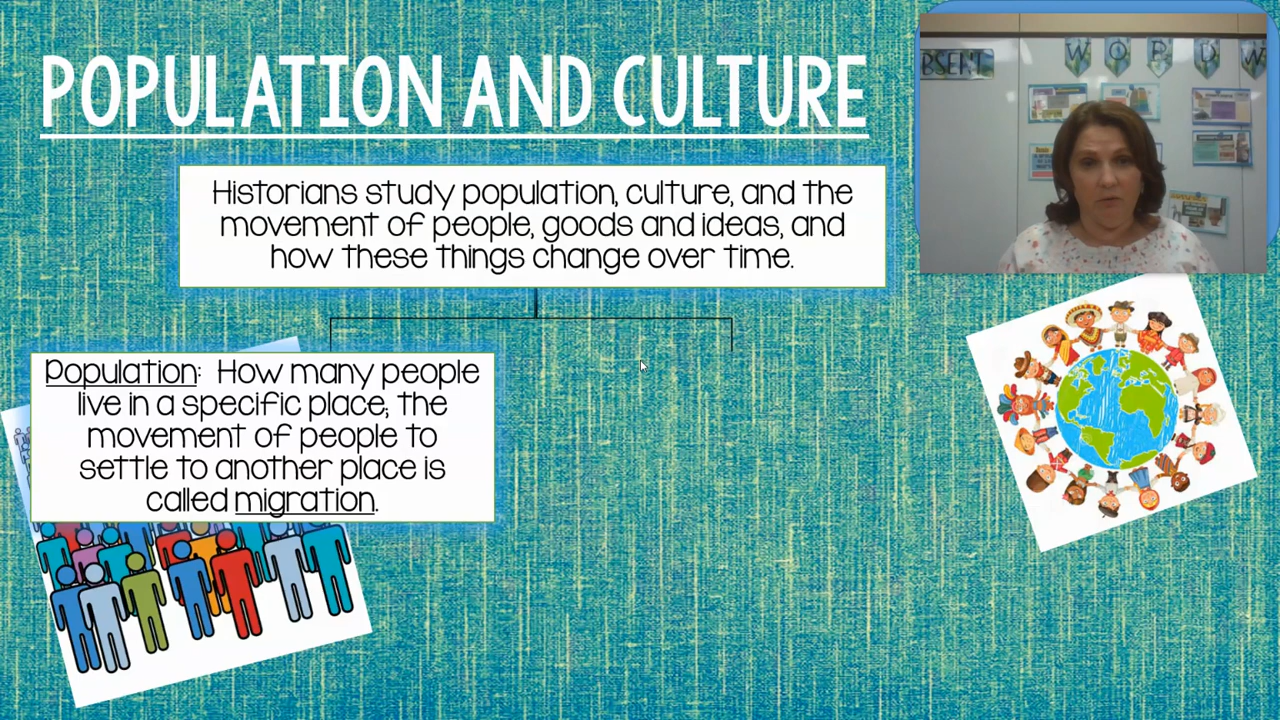 POPULATION AND CULTURE
Historians study population, culture, and the
movement of people, goods and ideas, and
how these things change over time.
Population: How many people
live in a specific place; the
movement of people to
settle to another place is
called migration.
BSENT
WORD W